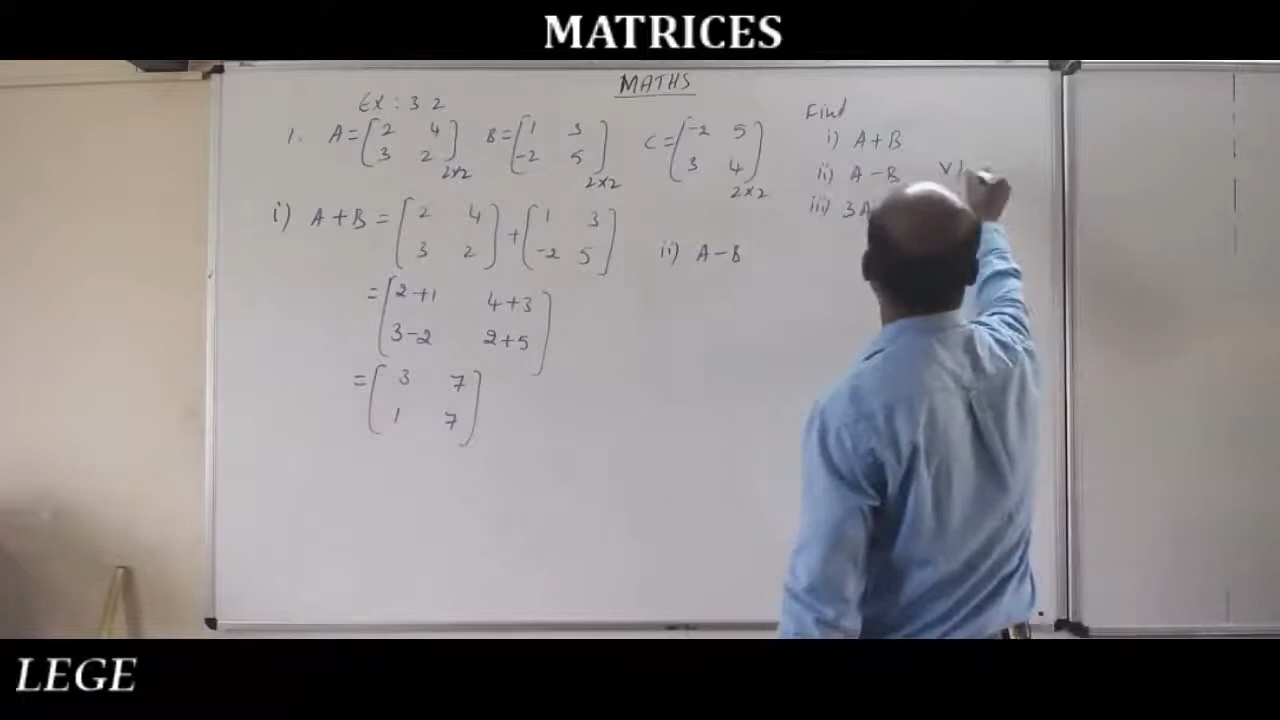 MATRICES
MATHS
Ex : 3 2
1. A = [2 4 3 2] 2×2 B = [1 3 -2 5] 2×2 C = [-2 5 3 4] 2×2
Find
i) A + B
ii) A - B
iii) 3A
i) A + B = [2 4 3 2] + [1 3 -2 5]
= [2+1 4+3 3-2 2+5]
= [3 7 1 7]
ii) A - B
LEGE